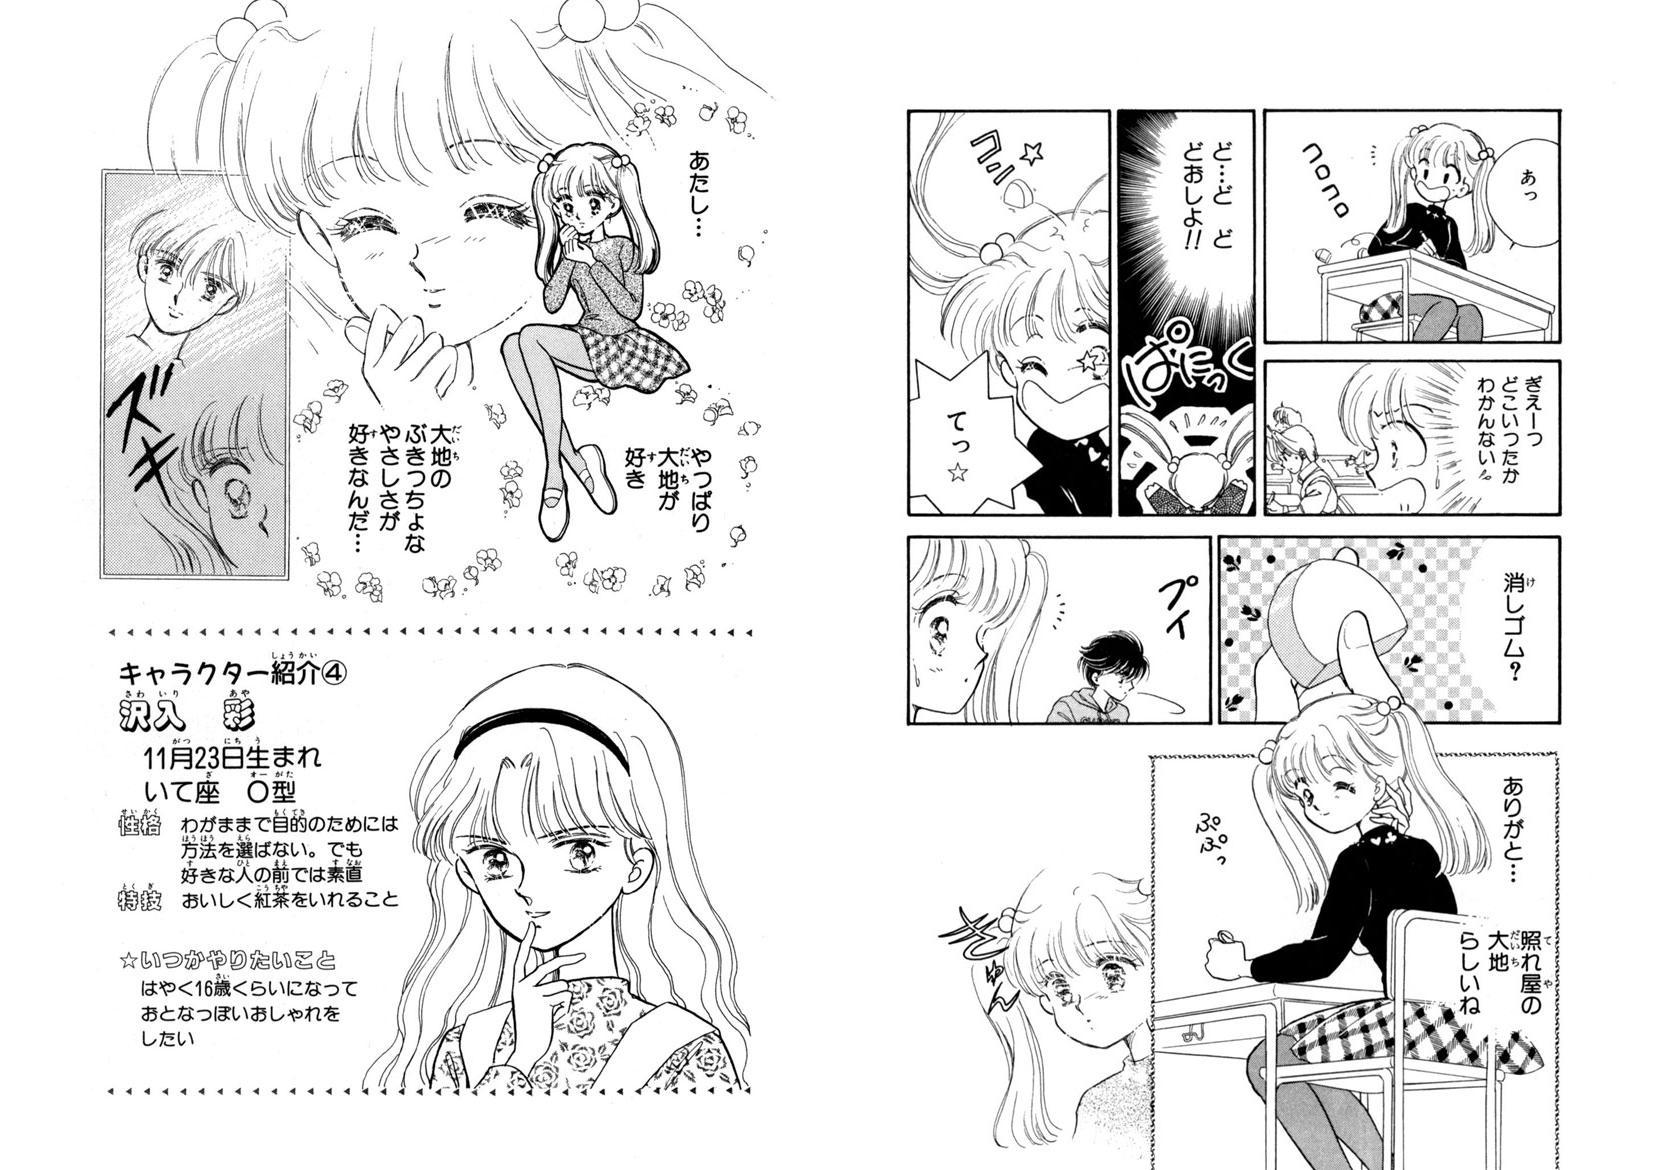 あっ
コロコロ
ぎえーっ
どこいったか
わかんない〜
ど…ど　ど
どおしよ!!
ぱにっく
コン☆
てっ☆
消しゴム？
プイ
ありがと…
照れ屋の
大地
らしいね
ぷぷっ
きゅん
あたし…
やっぱり
大地が
好き
大地の
ぶきっちょな
やさしさが
好きなんだ…
ズキ
キャラクター紹介④
沢入　彩
11月23日生まれ
いて座　O型
性格　わがままで目的のためには
方法を選ばない。でも
好きな人の前では素直
特技　おいしく紅茶をいれること
☆いつかやりたいこと
はやく16歳くらいになって
おとなっぽいおしゃれを
したい